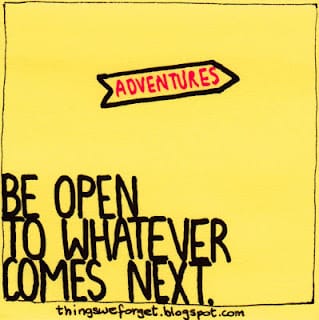 ADVENTURES
BE OPEN
TO WHATEVER
COMES NEXT.
thingsweforget.blogspot.com